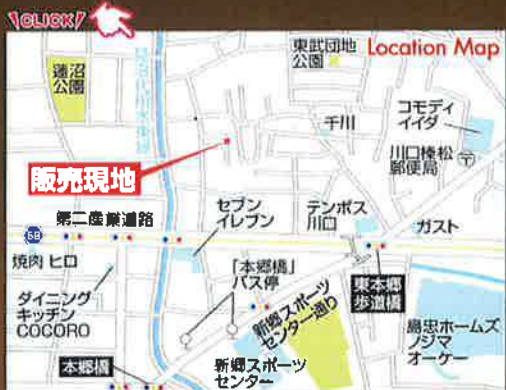 CLICK
Location Map
東武団地
公園
蓮沼
公園
コモディ
イイダ
千川
川口榛松
郵便局
販売現地
セブン
イレブン
テンポス
川口
第二産業道路
ガスト
58
焼肉 ヒロ
「本郷橋」
バス停
ダイニング
キッチン
COCORO
新郷スポーツ
センター通り
東本郷
歩道橋
島忠ホームズ
ノジマ
オーケー
本郷橋
新郷スポーツ
センター